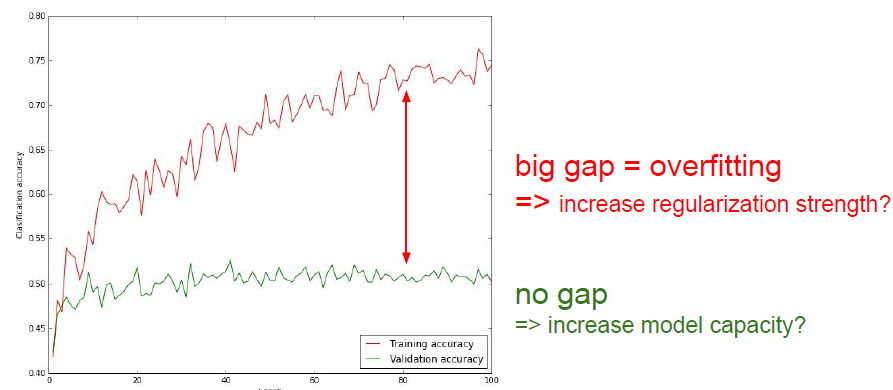 0.80
0.75
0.70
0.65
0.60
0.55
0.50
0.45
0.40
Classification accuracy
0
20
40
60
80
100
Training accuracy
Validation accuracy
big gap = overfitting
=> increase regularization strength?
no gap
=> increase model capacity?